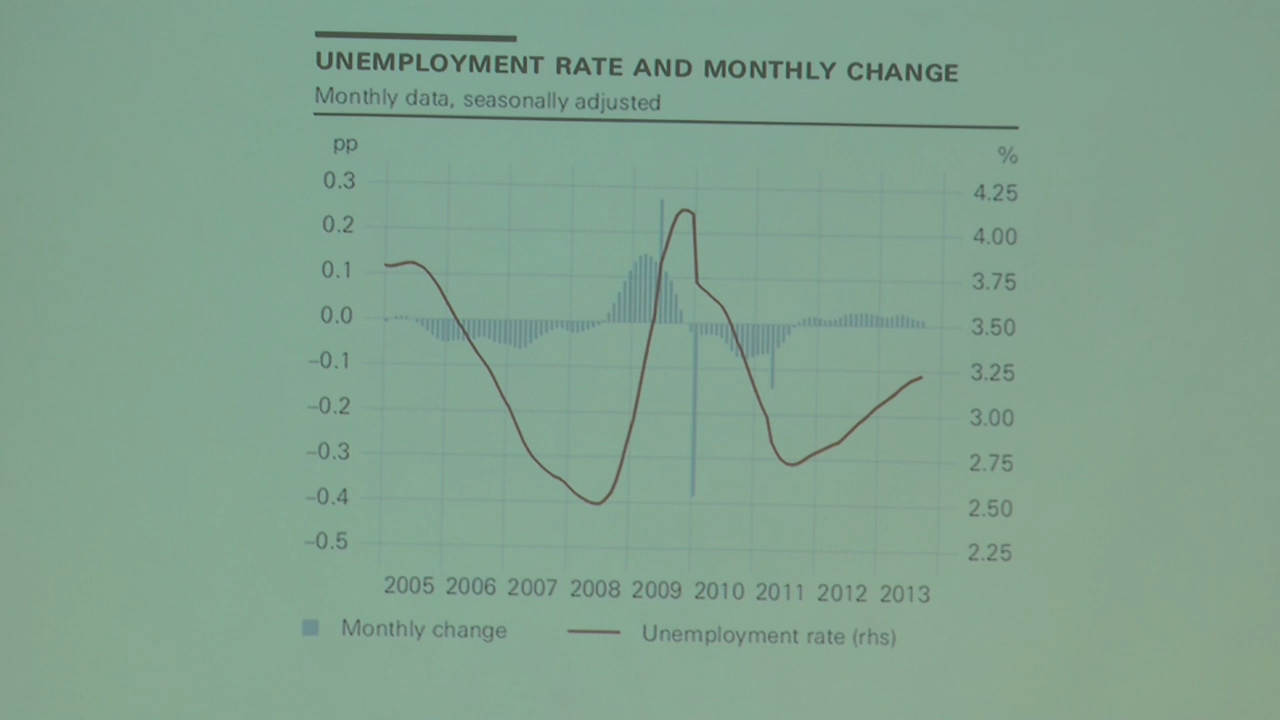 UNEMPLOYMENT RATE AND MONTHLY CHANGE
Monthly data, seasonally adjusted
pp %
0.3 4.25
0.2 4.00
0.1 3.75
0.0 3.50
–0.1 3.25
–0.2 3.00
–0.3 2.75
–0.4 2.50
–0.5 2.25
2005 2006 2007 2008 2009 2010 2011 2012 2013
Monthly change Unemployment rate (rhs)